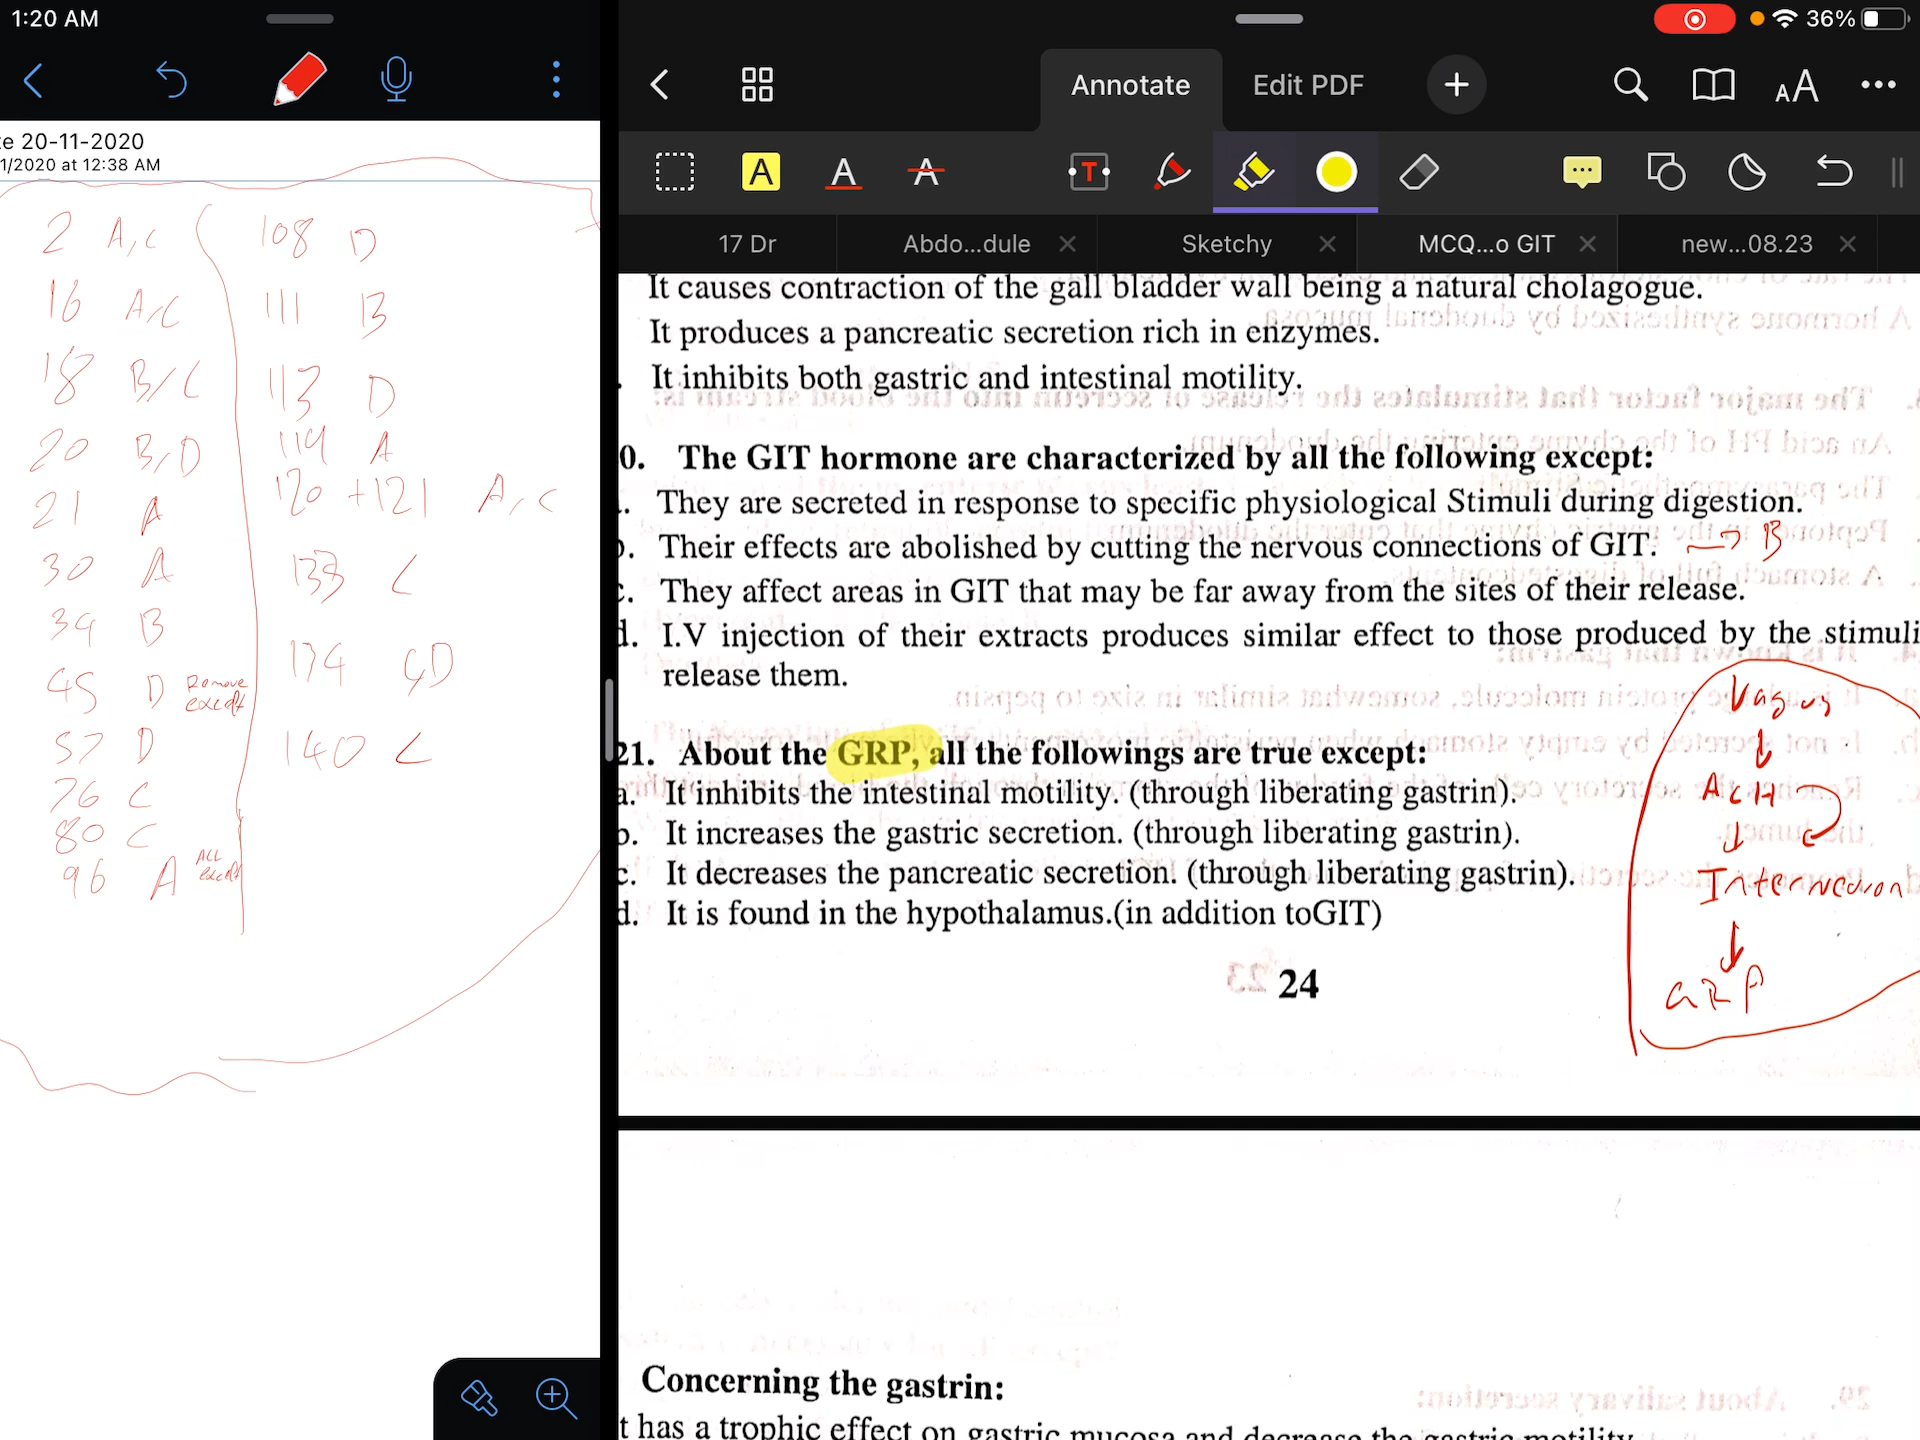 1:20 AM
36%
Annotate
Edit PDF
AA
A
A
A
T
17 Dr
Abdo...dule
Sketchy
MCQ...o GIT
new...08.23
e 20-11-2020
1/2020 at 12:38 AM
2 A,C
16 A/C
18 B/C
20 B/D
21 A
30 A
39 B
45 D Remove except
57 D
76 C
80 C
96 A ALL except
108 D
111 B
113 D
114 A
120 +121 A,C
133 C
134 C,D
140 C
It causes contraction of the gall bladder wall being a natural cholagogue.
It produces a pancreatic secretion rich in enzymes.
. It inhibits both gastric and intestinal motility.
0. The GIT hormone are characterized by all the following except:
. They are secreted in response to specific physiological Stimuli during digestion.
b. Their effects are abolished by cutting the nervous connections of GIT. → B
c. They affect areas in GIT that may be far away from the sites of their release.
d. I.V injection of their extracts produces similar effect to those produced by the stimuli
release them.
21. About the GRP, all the followings are true except:
a. It inhibits the intestinal motility. (through liberating gastrin).
b. It increases the gastric secretion. (through liberating gastrin).
c. It decreases the pancreatic secretion. (through liberating gastrin).
d. It is found in the hypothalamus.(in addition toGIT)
Vagus
ACH
Interneuron
GRP
24
Concerning the gastrin:
t has a trophic effect on gastric mucosa and decrease the gastric motility